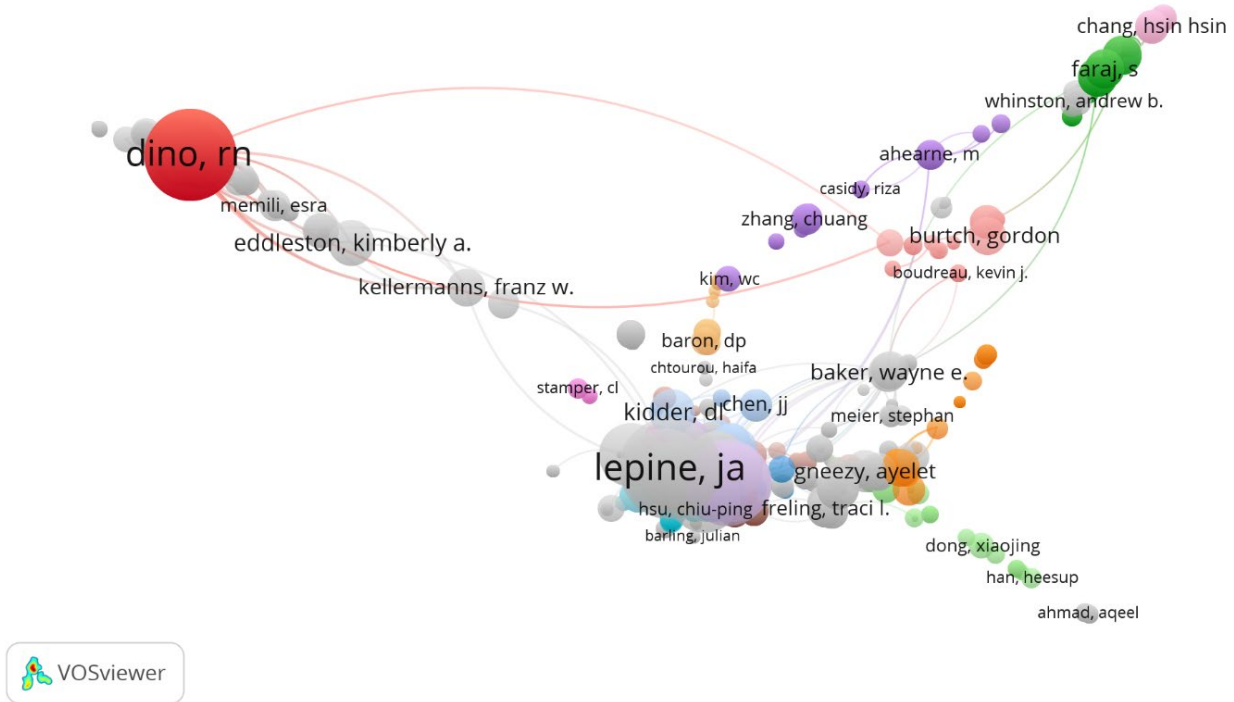 chang, hsin hsin
faraj, s
whinston, andrew b.
dino, rn
ahearne, m
casidy, riza
memili, esra
zhang, chuang
eddleston, kimberly a.
burtch, gordon
boudreau, kevin j.
kim, wc
kellermanns, franz w.
baron, dp
chtourou, haifa
baker, wayne e.
stamper, cl
kidder, dl
chen, jj
meier, stephan
lepine, ja
gneezy, ayelet
hsu, chiu-ping
freling, traci l.
barling, julian
dong, xiaojing
han, heesup
ahmad, aqeel
VOSviewer